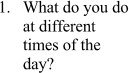 1. What do you do
at different
times of the
day?